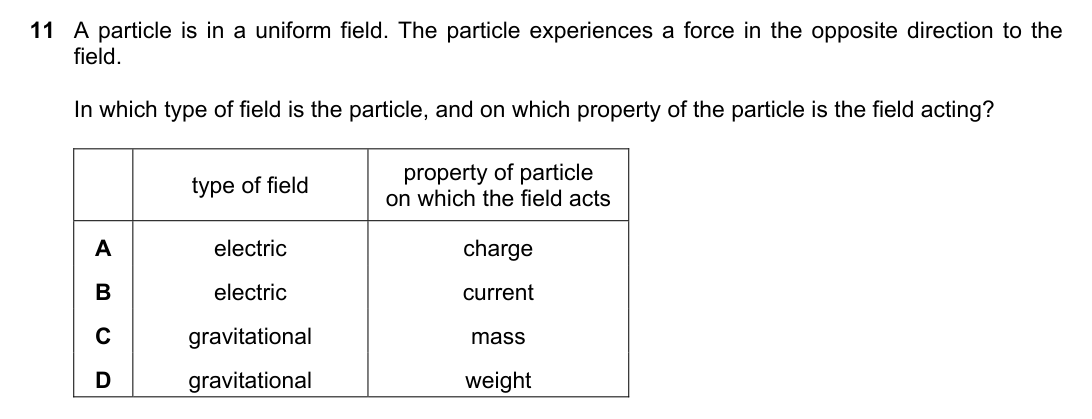 11 A particle is in a uniform field. The particle experiences a force in the opposite direction to the
field.
In which type of field is the particle, and on which property of the particle is the field acting?
type of field property of particle
on which the field acts
A electric charge
B electric current
C gravitational mass
D gravitational weight